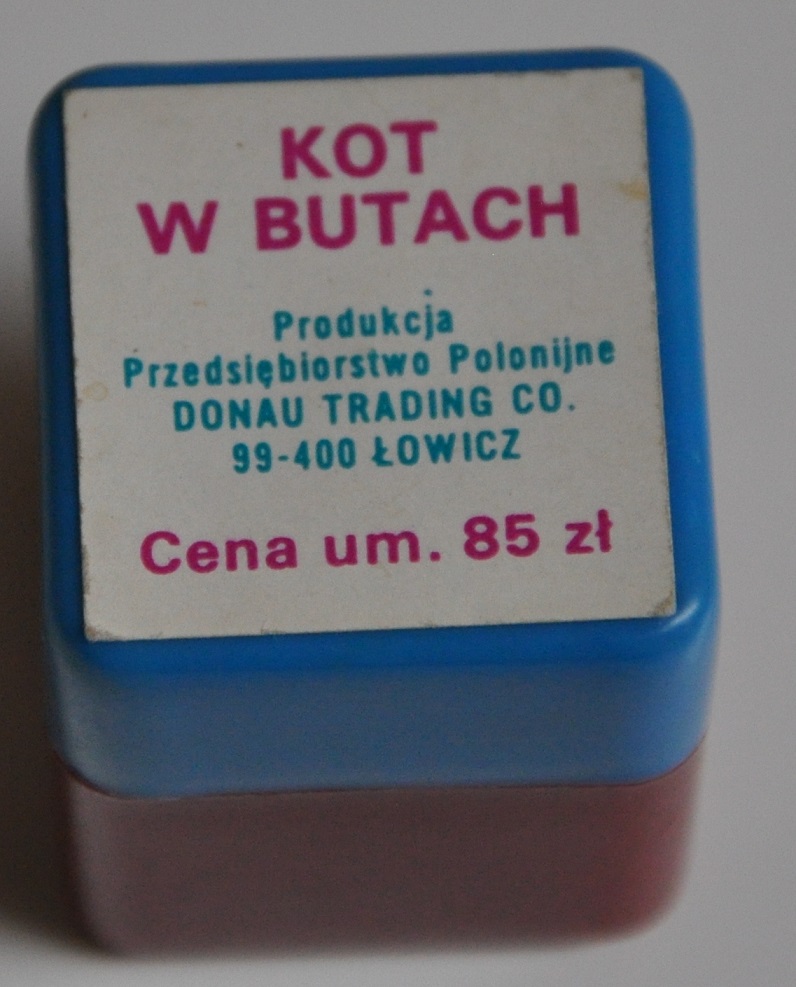 KOT
W BUTACH
Produkcja
Przedsiębiorstwo Polonijne
DONAU TRADING CO.
99-400 ŁOWICZ
Cena um. 85 zł